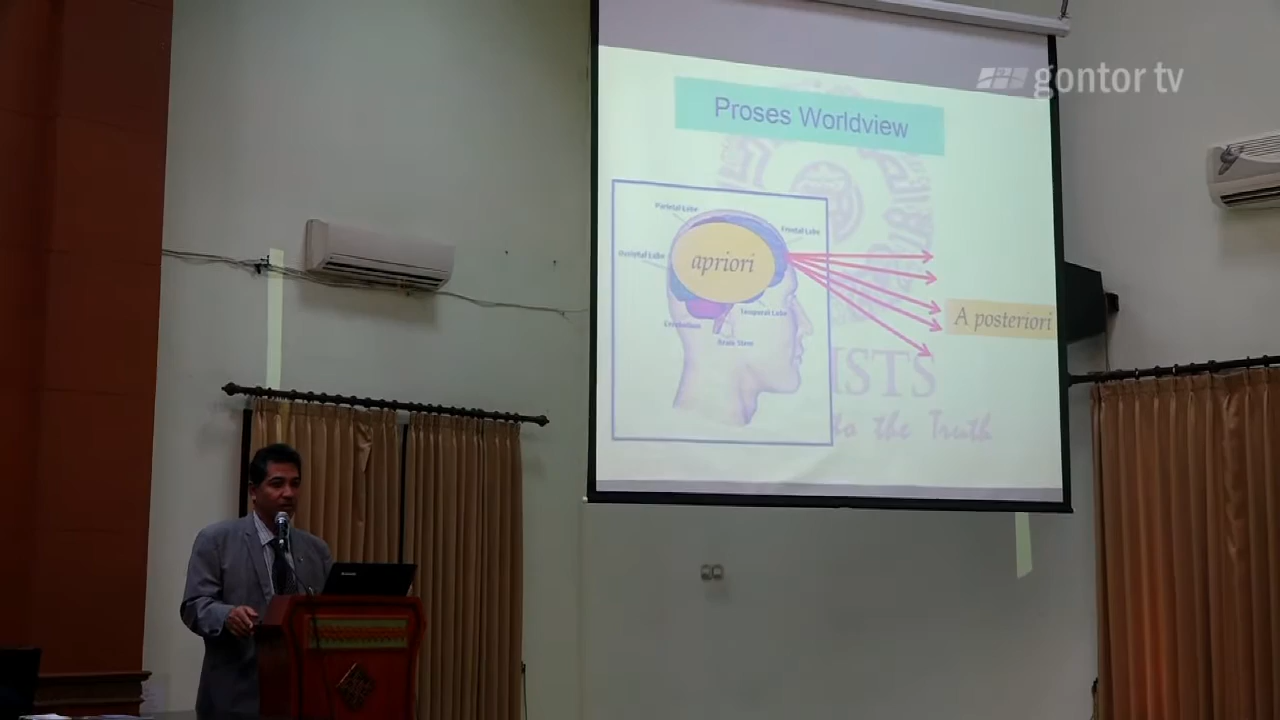 gontor tv
Proses Worldview
Parietal Lobe
Frontal Lobe
Occipital Lobe
apriori
Temporal Lobe
Cerebellum
Brain Stem
A posteriori
ISTS
to the Truth